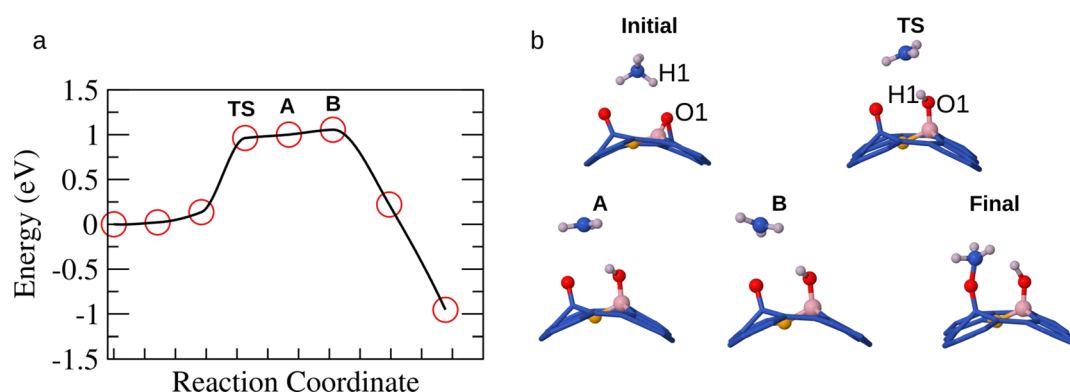 a
1.5
1
0.5
0
-0.5
-1
-1.5
Energy (eV)
Reaction Coordinate
TS
A
B
b
Initial
H1
O1
TS
H1
O1
A
B
Final